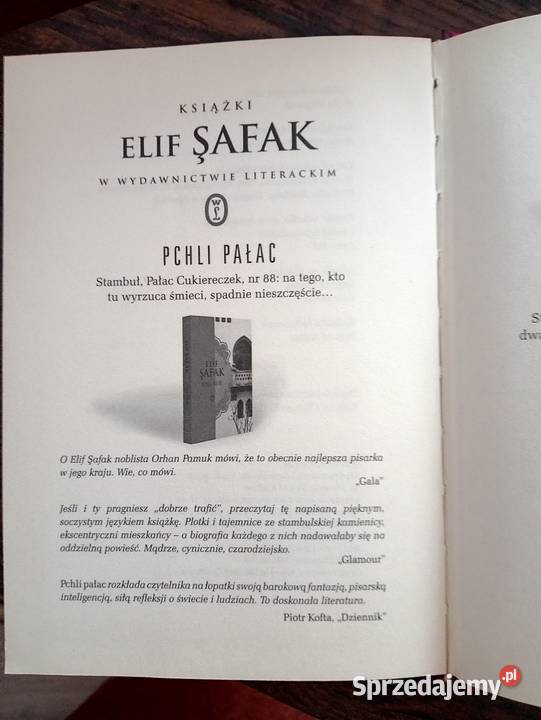 KSIĄŻKI
ELIF ŞAFAK
W WYDAWNICTWIE LITERACKIM
W
L
PCHLI PAŁAC
Stambuł, Pałac Cukiereczek, nr 88: na tego, kto
tu wyrzuca śmieci, spadnie nieszczęście...
ELIF
ŞAFAK
O Elif Şafak noblista Orhan Pamuk mówi, że to obecnie najlepsza pisarka
w jego kraju. Wie, co mówi.
„Gala”
Jeśli i ty pragniesz „dobrze trafić”, przeczytaj tę napisaną pięknym,
soczystym językiem książkę. Plotki i tajemnice ze stambulskiej kamienicy,
ekscentryczni mieszkańcy – a biografia każdego z nich nadawałaby się na
oddzielną powieść. Mądrze, cynicznie, czarodziejsko.
„Glamour”
Pchli pałac rozkłada czytelnika na łopatki swoją barokową fantazją, pisarską
inteligencją, siłą refleksji o świecie i ludziach. To doskonała literatura.
Piotr Kofta, „Dziennik”
dwa
Sprzedajemy.pl